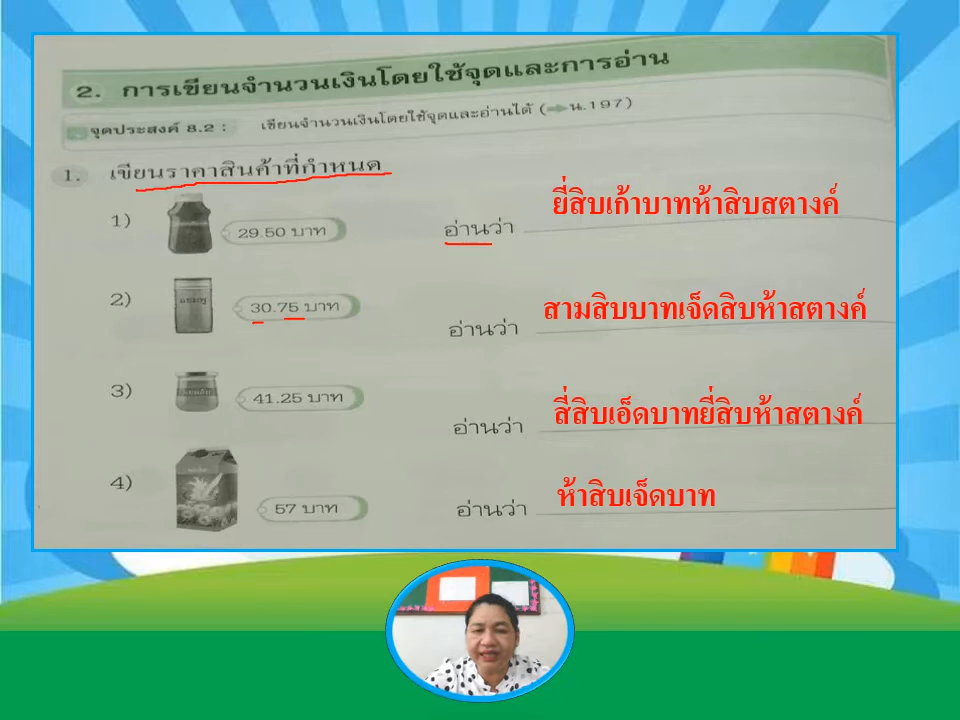 2. การเขียนจำนวนเงินโดยใช้จุดและการอ่าน
จุดประสงค์ 8.2 : เขียนจำนวนเงินโดยใช้จุดและอ่านได้ (➡น.197)
1. เขียนราคาสินค้าที่กำหนด
1) 29.50 บาท อ่านว่า ยี่สิบเก้าบาทห้าสิบสตางค์
2) แยมชมพู 30.75 บาท อ่านว่า สามสิบบาทเจ็ดสิบห้าสตางค์
3) 41.25 บาท อ่านว่า สี่สิบเอ็ดบาทยี่สิบห้าสตางค์
4) 57 บาท อ่านว่า ห้าสิบเจ็ดบาท